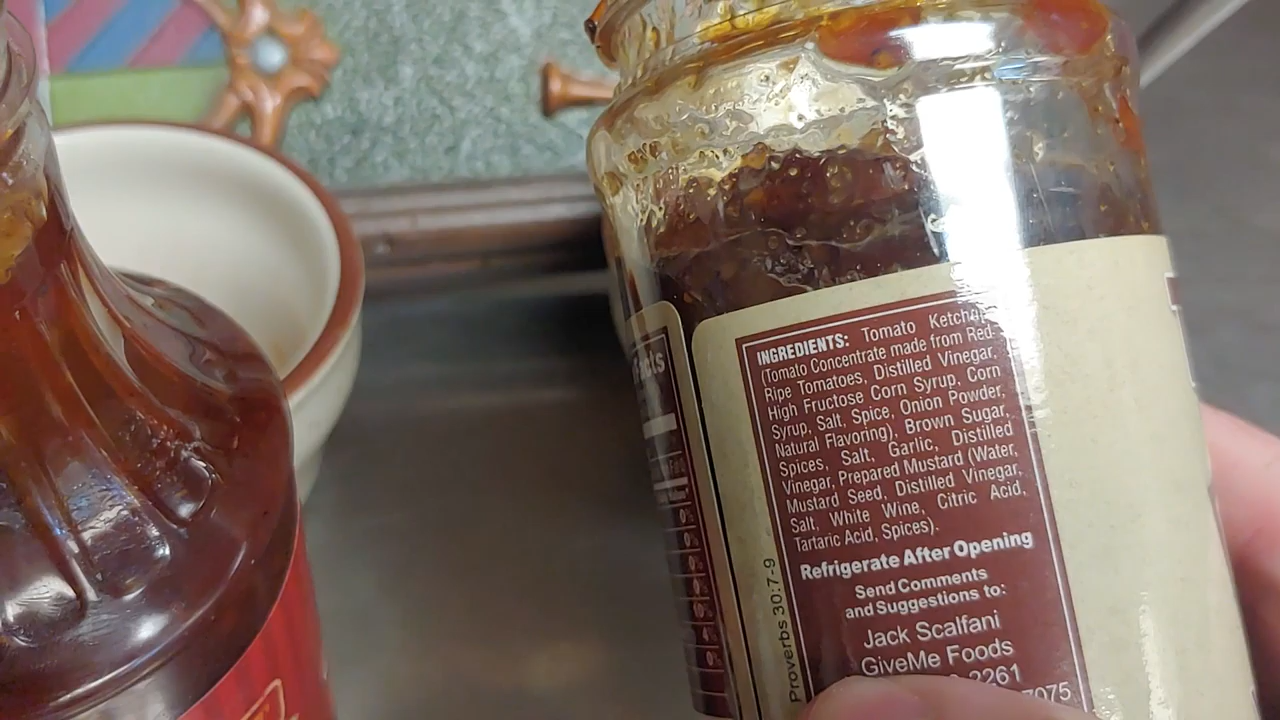 Facts
INGREDIENTS: Tomato Ketchup
(Tomato Concentrate made from Red
Ripe Tomatoes, Distilled Vinegar,
High Fructose Corn Syrup, Corn
Syrup, Salt, Spice, Onion Powder,
Natural Flavoring), Brown Sugar,
Spices, Salt, Garlic, Distilled
Vinegar, Prepared Mustard (Water,
Mustard Seed, Distilled Vinegar,
Salt, White Wine, Citric Acid,
Tartaric Acid, Spices).
Refrigerate After Opening
Send Comments
and Suggestions to:
Jack Scalfani
GiveMe Foods
2261
7075
Proverbs 30:7-9